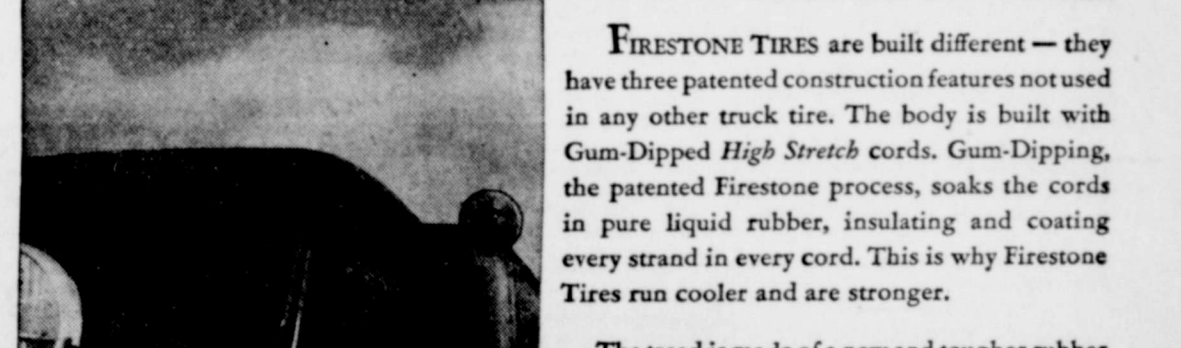 FIRESTONE TIRES are built different — they
have three patented construction features not used
in any other truck tire. The body is built with
Gum-Dipped High Stretch cords. Gum-Dipping,
the patented Firestone process, soaks the cords
in pure liquid rubber, insulating and coating
every strand in every cord. This is why Firestone
Tires run cooler and are stronger.